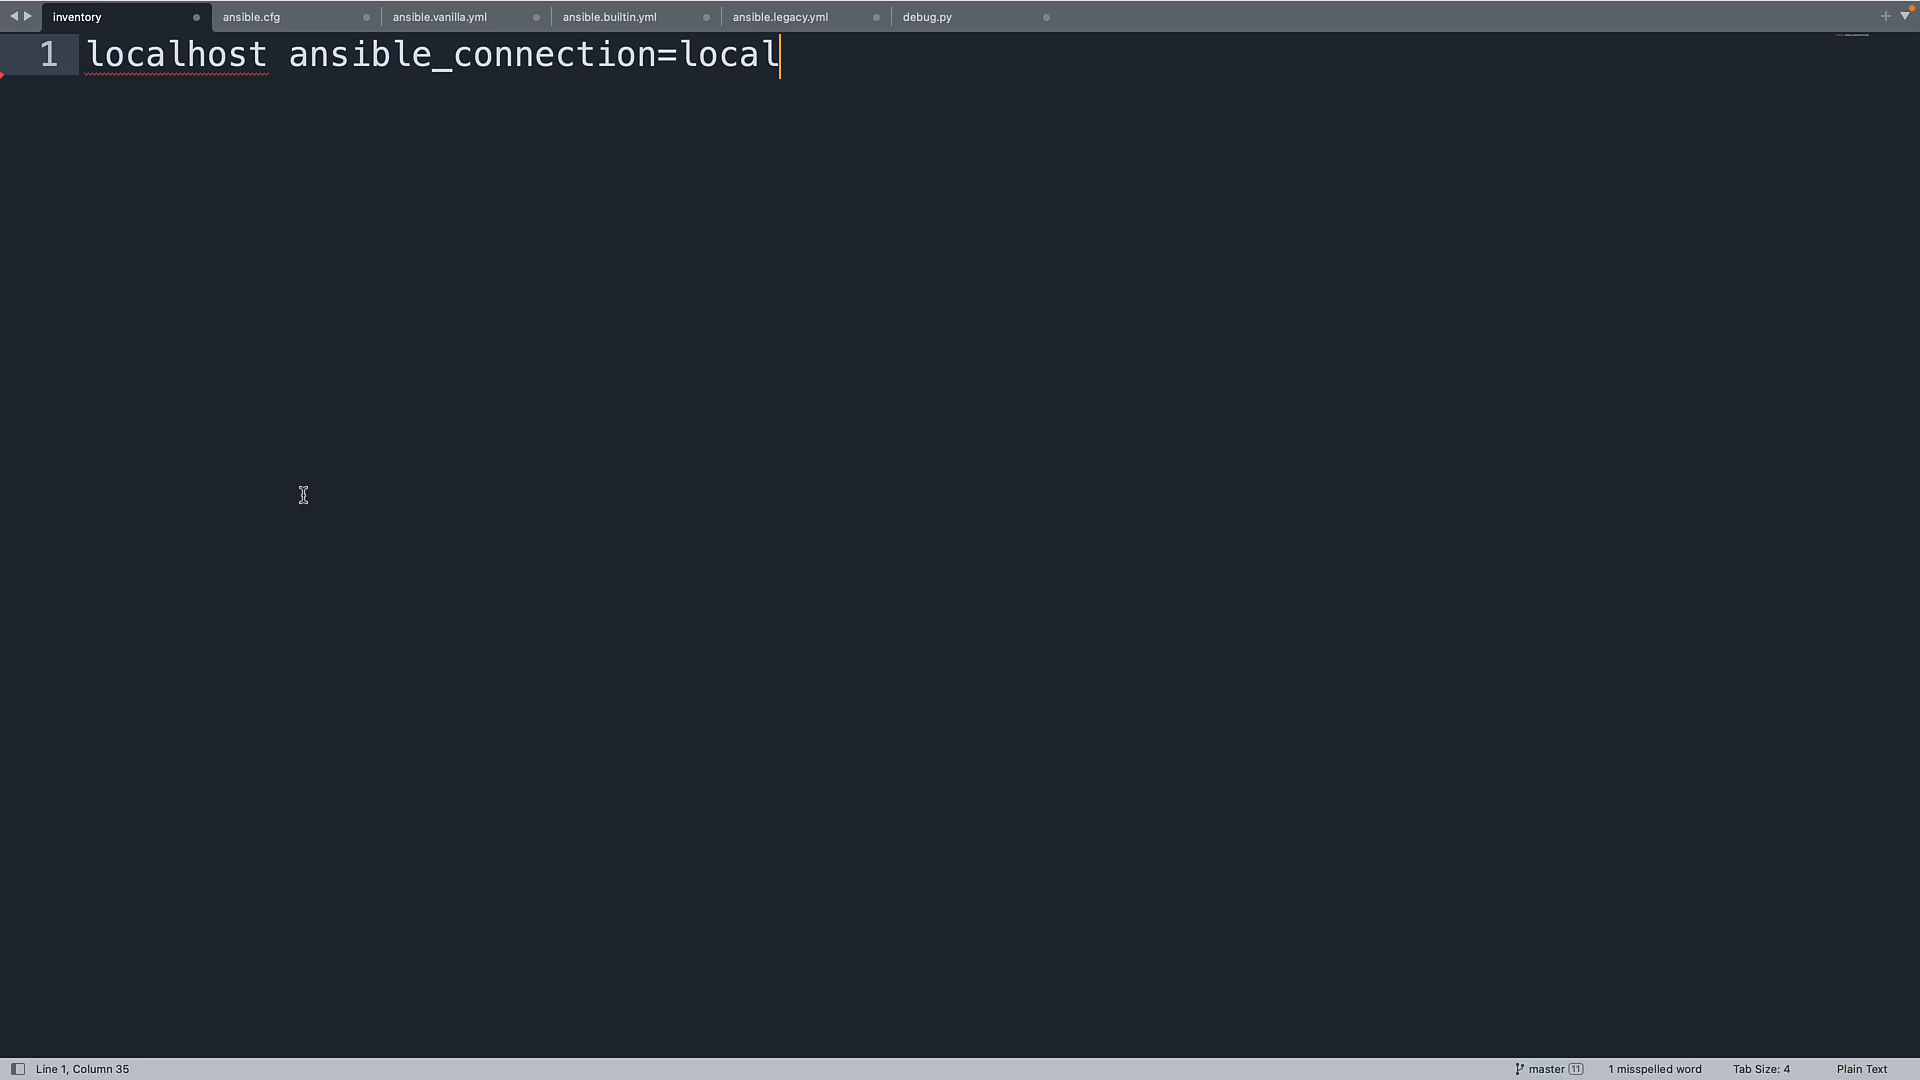 inventory ansible.cfg ansible.vanilla.yml ansible.builtin.yml ansible.legacy.yml debug.py
1 localhost ansible_connection=local
Line 1, Column 35 master 11 1 misspelled word Tab Size: 4 Plain Text